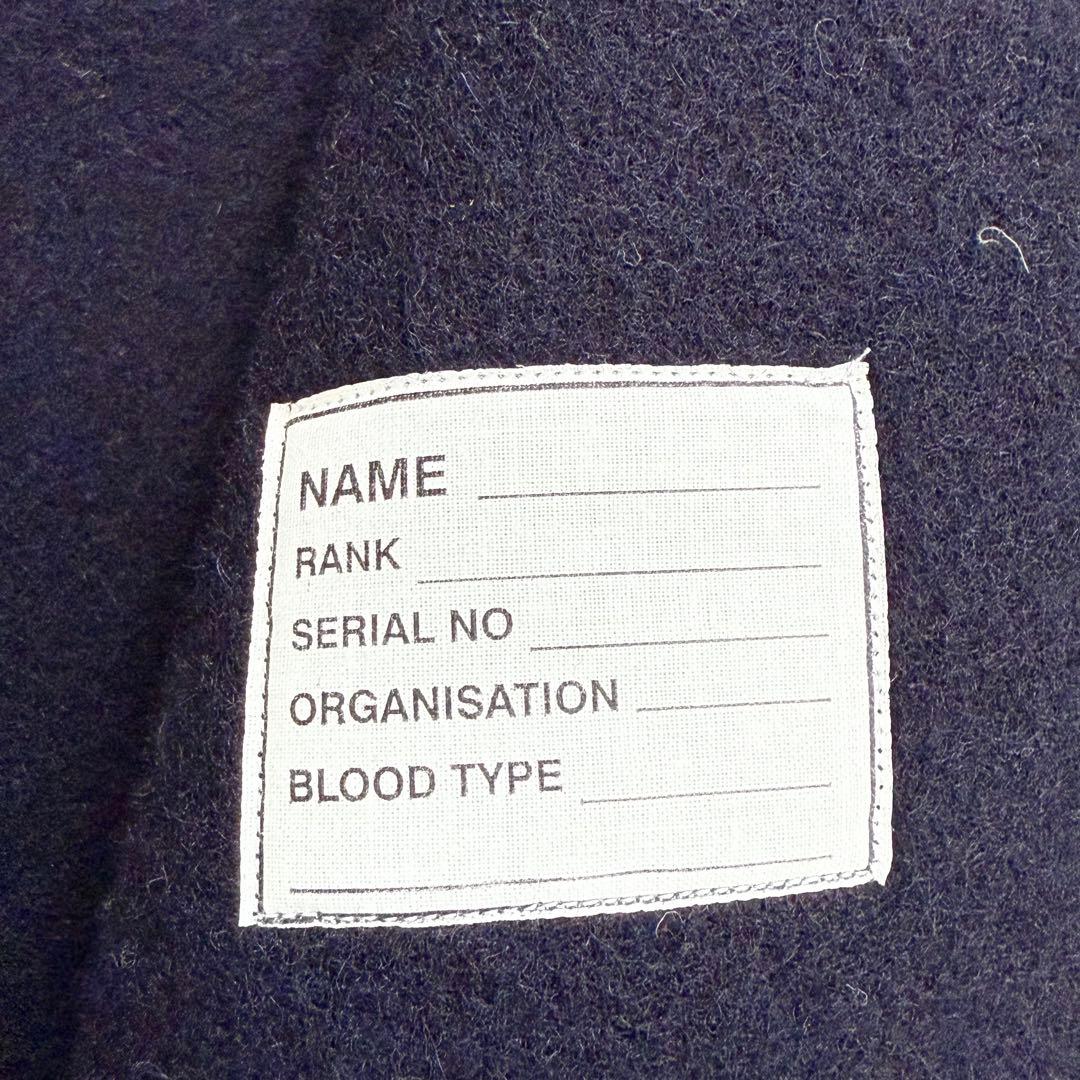 NAME
RANK
SERIAL NO
ORGANISATION
BLOOD TYPE